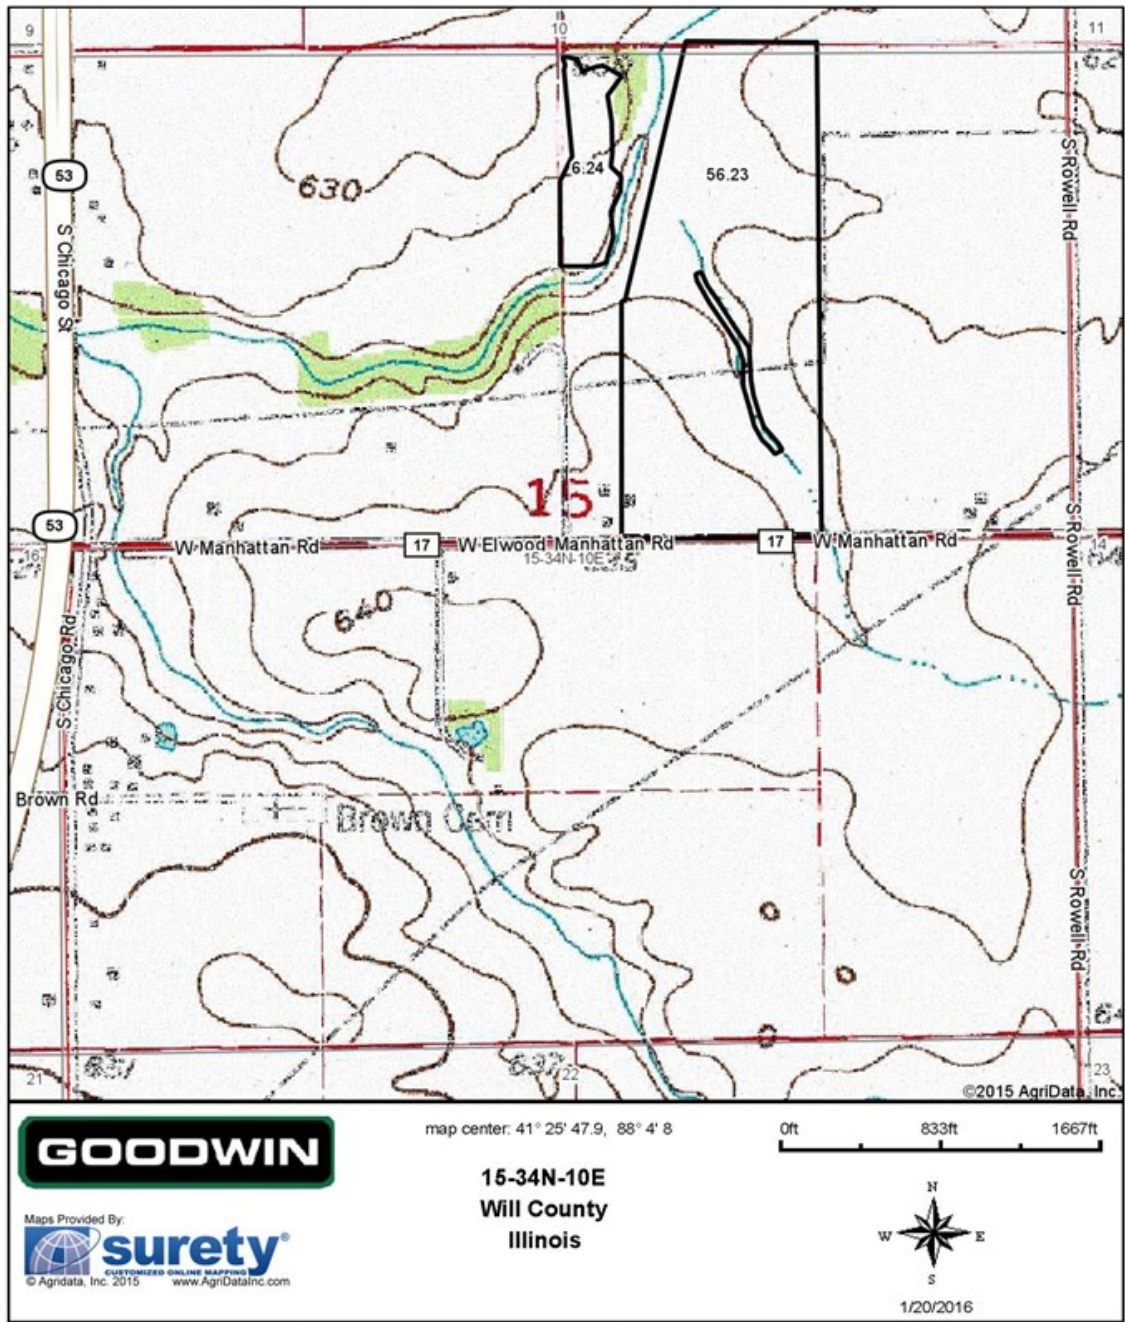 9
10
11
53
630
6.24
56.23
S Rowell Rd
S Chicago St
15
53
16
W Manhattan Rd
17
W Elwood Manhattan Rd
17
W Manhattan Rd
14
15-34N-10E
S Rowell Rd
640
S Chicago Rd
Brown Rd
Brown Cem
S Rowell Rd
637
637
21
22
23
©2015 AgriData, Inc.
GOODWIN
map center: 41° 25' 47.9, 88° 4' 8
0ft 833ft 1667ft
15-34N-10E
Will County
Illinois
Maps Provided By:
surety®
CUSTOMIZED ONLINE MAPPING
© Agridata, Inc. 2015 www.AgriDataInc.com
N
W E
S
1/20/2016